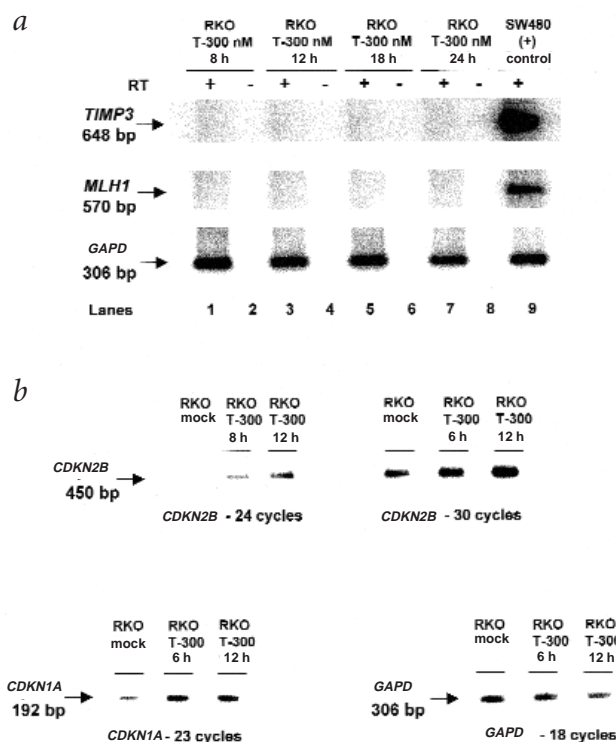 a
RKO RKO RKO RKO SW480
T-300 nM T-300 nM T-300 nM T-300 nM (+)
8 h 12 h 18 h 24 h control
RT + - + - + - + - +
TIMP3
648 bp
MLH1
570 bp
GAPD
306 bp
Lanes 1 2 3 4 5 6 7 8 9
b
RKO RKO RKO RKO RKO RKO
mock T-300 T-300 mock T-300 T-300
8 h 12 h 6 h 12 h
CDKN2B
450 bp
CDKN2B - 24 cycles CDKN2B - 30 cycles
RKO RKO RKO RKO RKO RKO
mock T-300 T-300 mock T-300 T-300
6 h 12 h 6 h 12 h
CDKN1A GAPD
192 bp 306 bp
CDKN1A - 23 cycles GAPD - 18 cycles